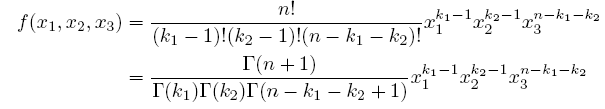 f(x_1, x_2, x_3) = \frac{n!}{(k_1 - 1)!(k_2 - 1)!(n - k_1 - k_2)!} x_1^{k_1-1} x_2^{k_2-1} x_3^{n-k_1-k_2}
= \frac{\Gamma(n + 1)}{\Gamma(k_1)\Gamma(k_2)\Gamma(n - k_1 - k_2 + 1)} x_1^{k_1-1} x_2^{k_2-1} x_3^{n-k_1-k_2}